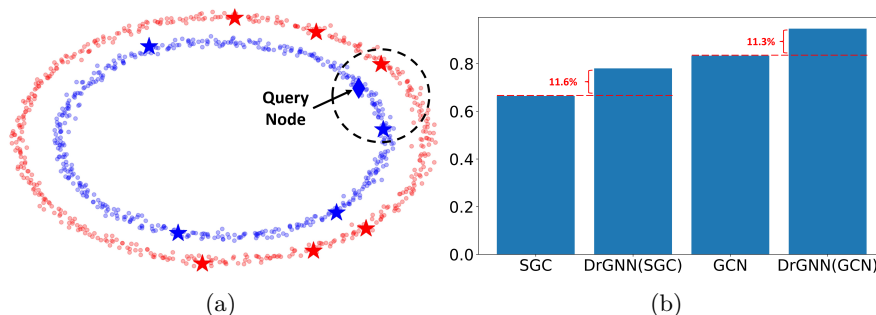 Query
Node
(a)
0.8
0.6
0.4
0.2
0.0
11.6%
11.3%
SGC
DrGNN(SGC)
GCN
DrGNN(GCN)
(b)